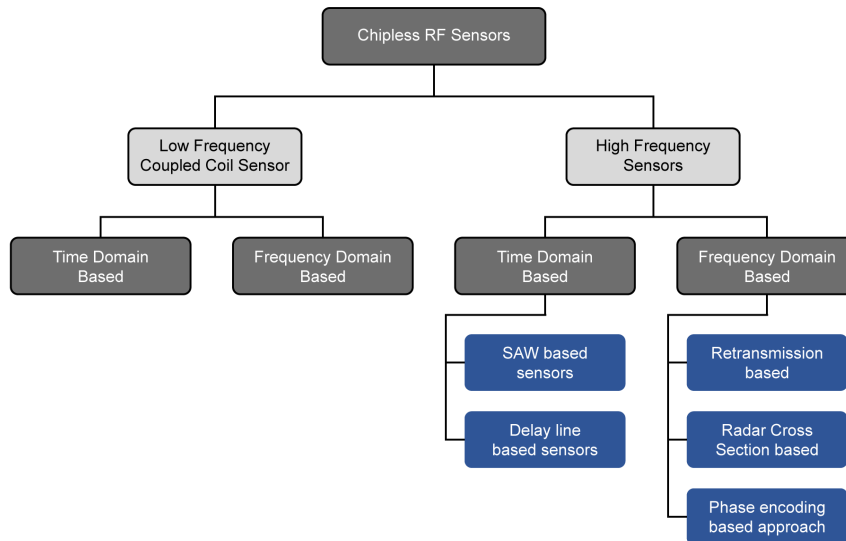 Chipless RF Sensors
Low Frequency
Coupled Coil Sensor
High Frequency
Sensors
Time Domain
Based
Frequency Domain
Based
Time Domain
Based
Frequency Domain
Based
SAW based
sensors
Retransmission
based
Delay line
based sensors
Radar Cross
Section based
Phase encoding
based approach